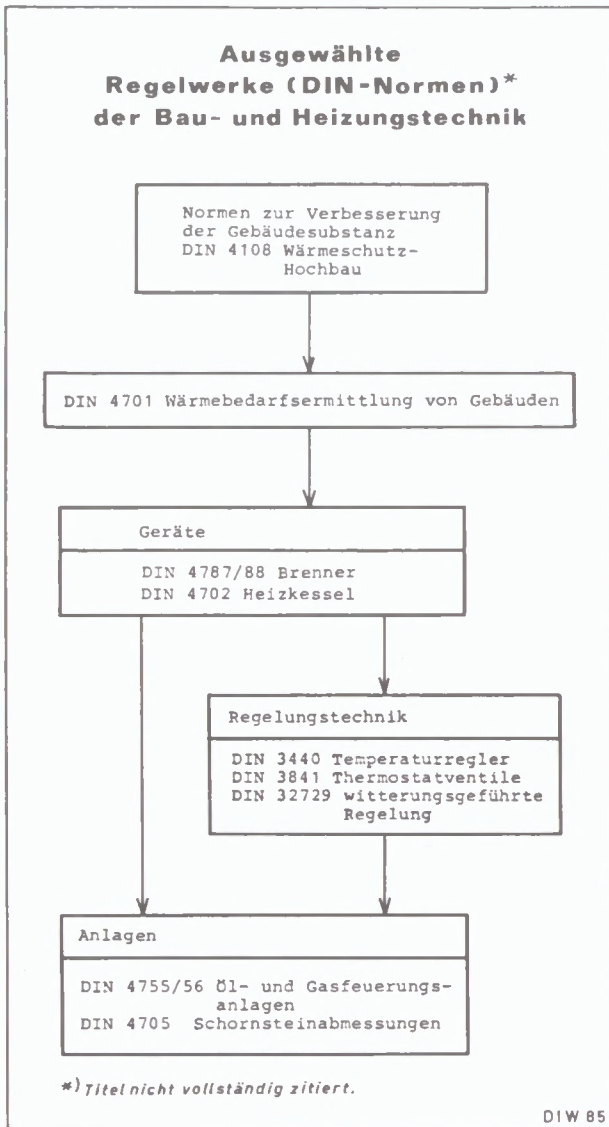 Ausgewählte
Regelwerke (DIN-Normen)*
der Bau- und Heizungstechnik
Normen zur Verbesserung
der Gebäudesubstanz
DIN 4108 Wärmeschutz-
Hochbau
DIN 4701 Wärmebedarfsermittlung von Gebäuden
Geräte
DIN 4787/88 Brenner
DIN 4702 Heizkessel
Regelungstechnik
DIN 3440 Temperaturregler
DIN 3841 Thermostatventile
DIN 32729 witterungsgeführte
Regelung
Anlagen
DIN 4755/56 Öl- und Gasfeuerungs-
anlagen
DIN 4705 Schornsteinabmessungen
*) Titel nicht vollständig zitiert.
DIW 85